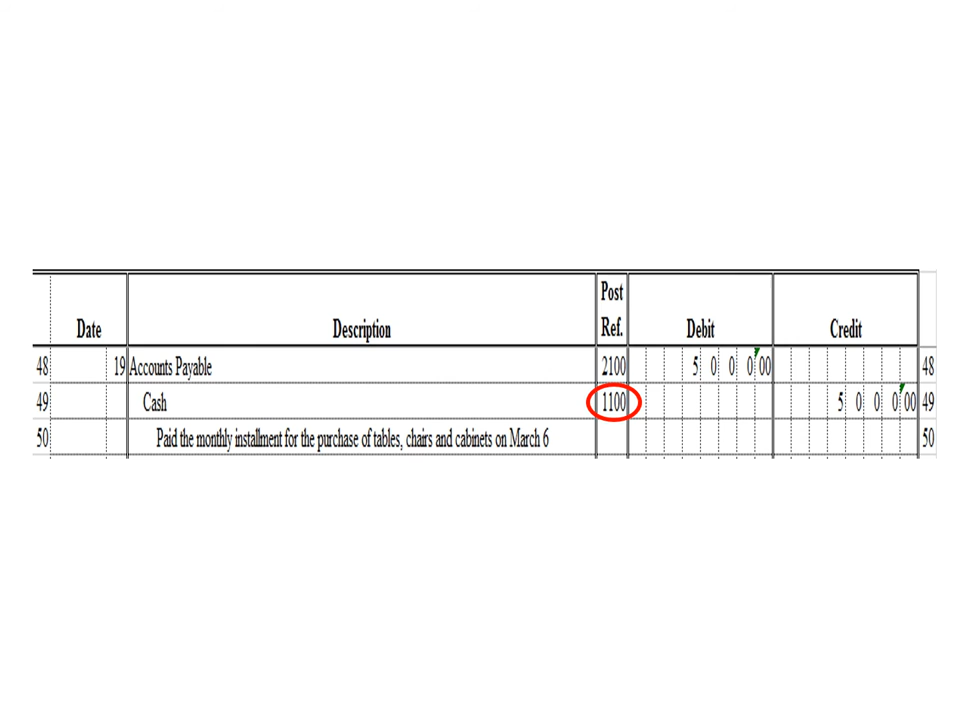 Date Description Post Ref. Debit Credit
48 19 Accounts Payable 2100 5 0 0 0 00 48
49 Cash 1100 5 0 0 0 00 49
50 Paid the monthly installment for the purchase of tables, chairs and cabinets on March 6 50